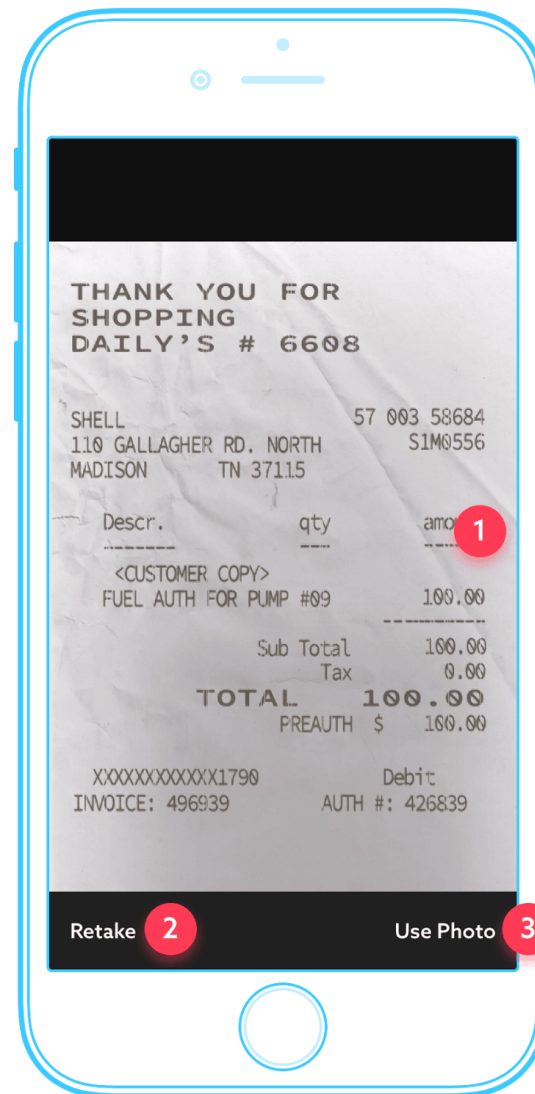 THANK YOU FOR
SHOPPING
DAILY'S # 6608
SHELL 57 003 58684
110 GALLAGHER RD. NORTH S1M0556
MADISON TN 37115
Descr. qty
1
<CUSTOMER COPY>
FUEL AUTH FOR PUMP #09 100.00
Sub Total 100.00
Tax 0.00
TOTAL 100.00
PREAUTH $ 100.00
XXXXXXXXXXXX1790 Debit
INVOICE: 496939 AUTH #: 426839
Retake 2 Use Photo 3